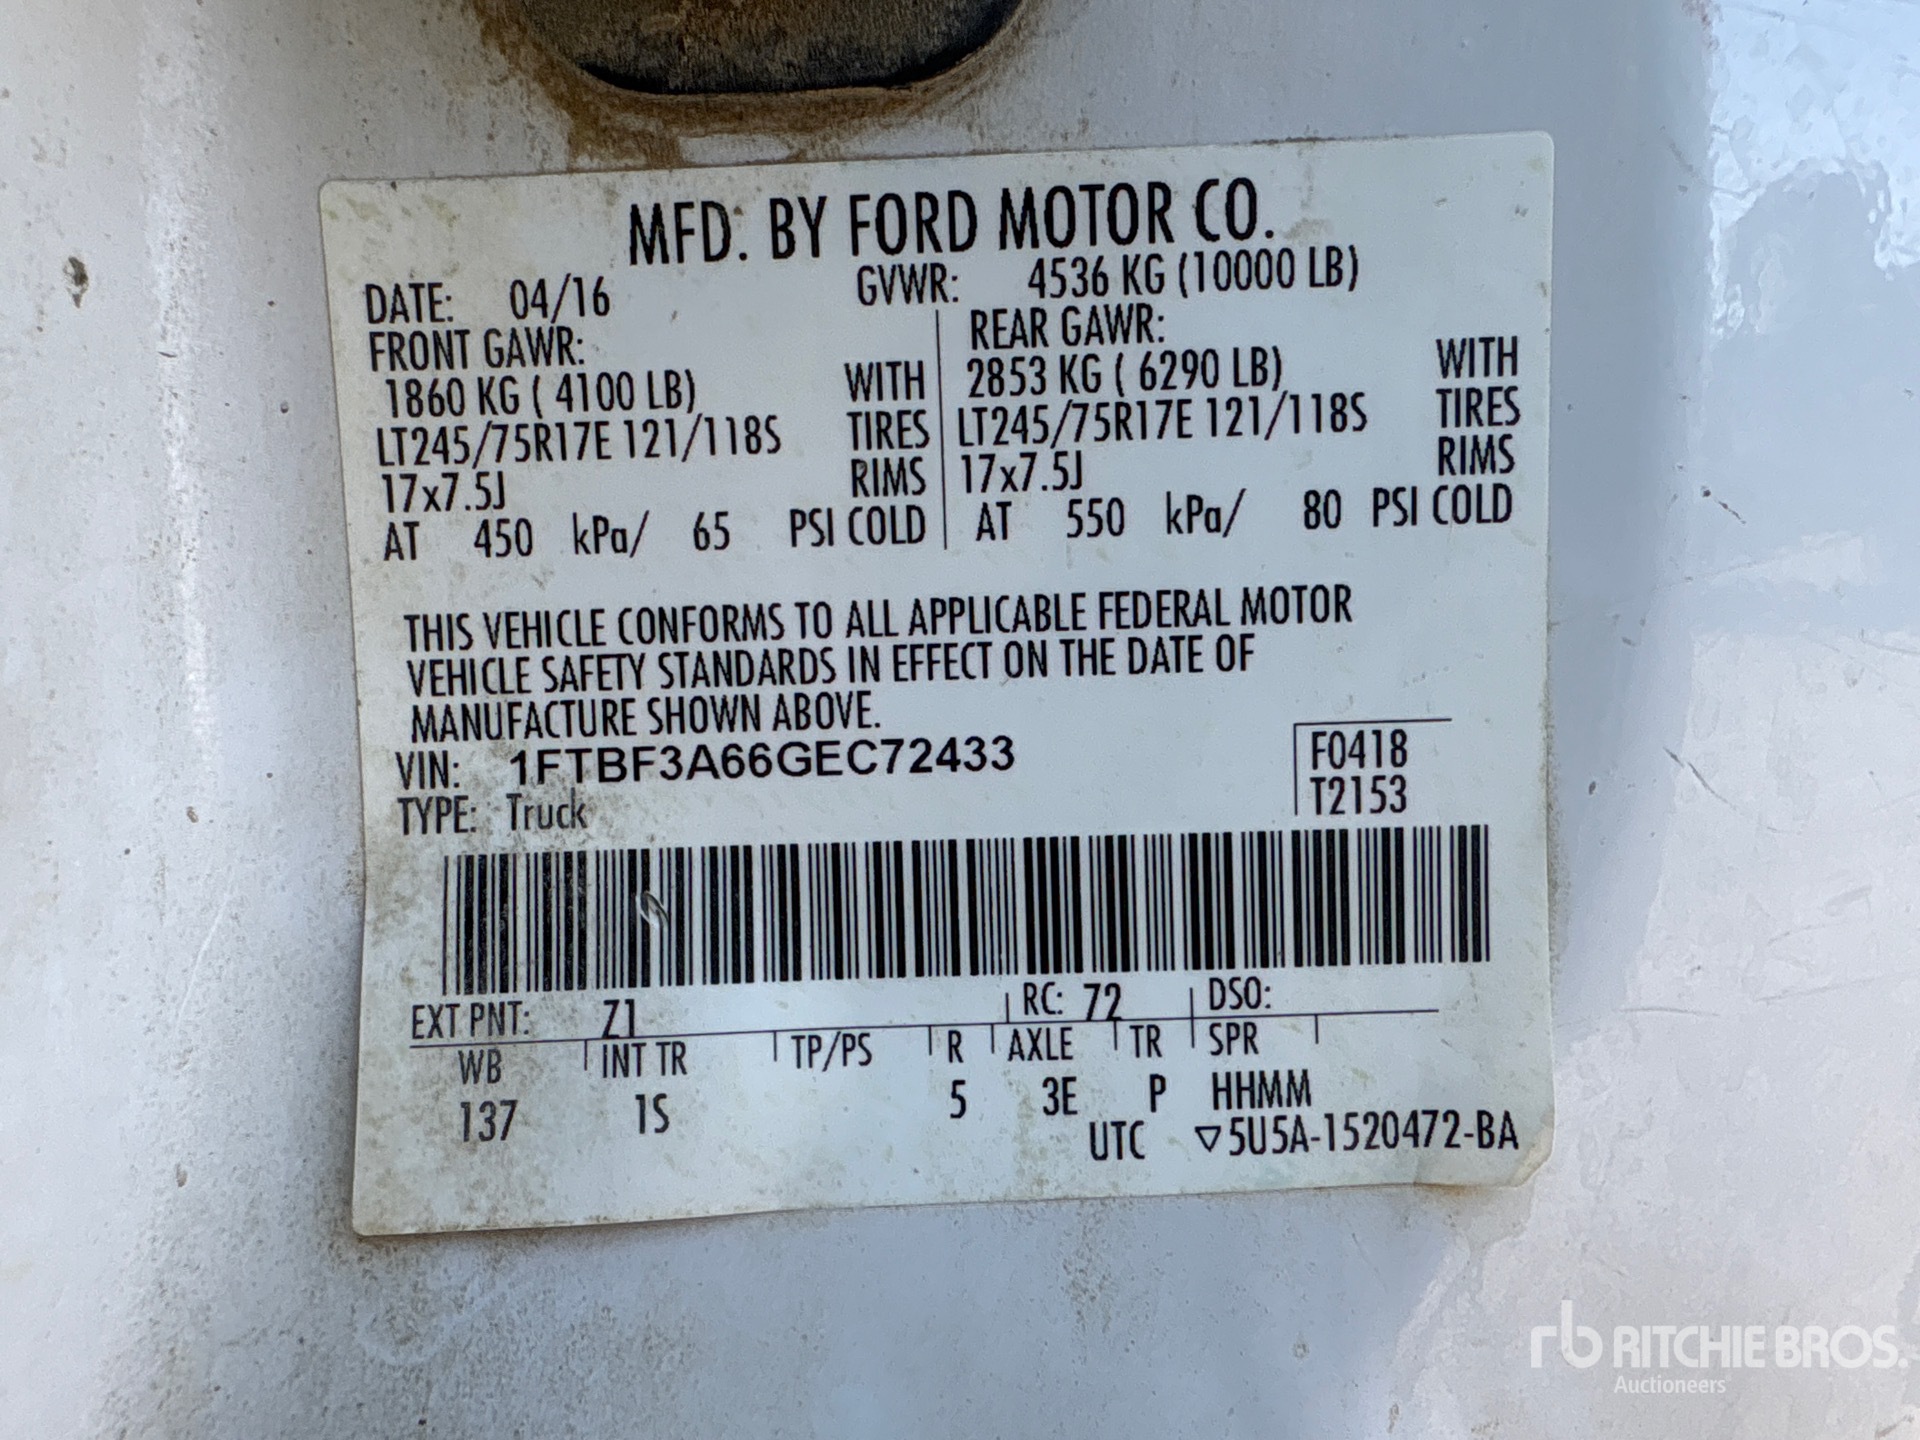 MFD. BY FORD MOTOR CO.
DATE: 04/16 GVWR: 4536 KG (10000 LB)
FRONT GAWR: REAR GAWR:
1860 KG ( 4100 LB) WITH 2853 KG ( 6290 LB) WITH
LT245/75R17E 121/118S TIRES LT245/75R17E 121/118S TIRES
17x7.5J RIMS 17x7.5J RIMS
AT 450 kPa/ 65 PSI COLD AT 550 kPa/ 80 PSI COLD
THIS VEHICLE CONFORMS TO ALL APPLICABLE FEDERAL MOTOR
VEHICLE SAFETY STANDARDS IN EFFECT ON THE DATE OF
MANUFACTURE SHOWN ABOVE.
VIN: 1FTBF3A66GEC72433 F0418
TYPE: Truck T2153
EXT PNT: Z1 RC: 72 DSO:
WB INT TR TP/PS R AXLE TR SPR
137 1S 5 3E P HHMM
UTC ▽5U5A-1520472-BA
rb RITCHIE BROS.
Auctioneers